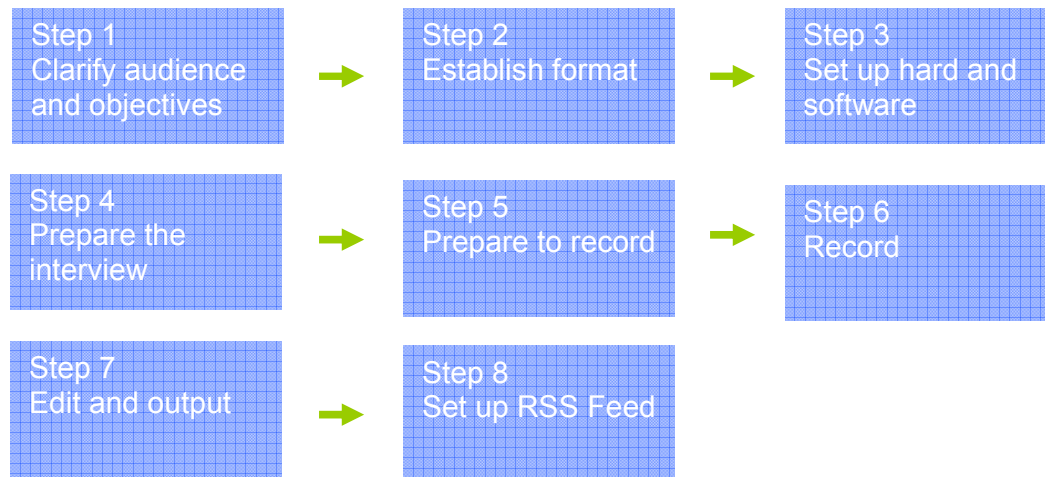 Step 1
Clarify audience
and objectives
Step 2
Establish format
Step 3
Set up hard and
software
Step 4
Prepare the
interview
Step 5
Prepare to record
Step 6
Record
Step 7
Edit and output
Step 8
Set up RSS Feed